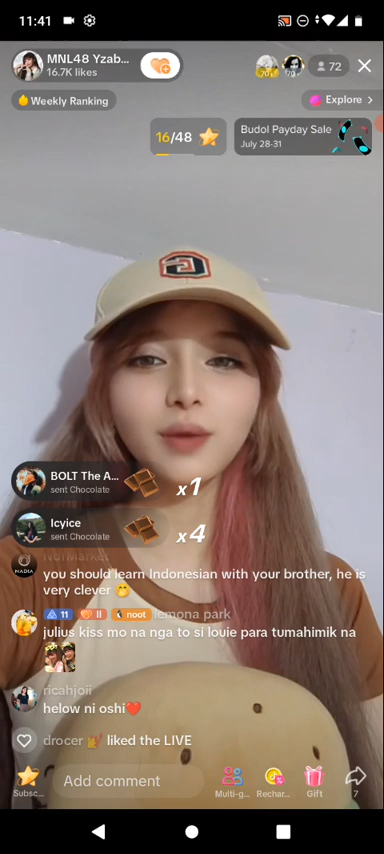 11:41
MNL48 Yzab...
16.7K likes
72
Weekly Ranking
Explore >
16/48
Budol Payday Sale
July 28-31
BOLT The A...
sent Chocolate
x1
Icyice
sent Chocolate
x4
NADIA
you should learn Indonesian with your brother, he is
very clever
11 II noot lemona park
julius kiss mo na nga to si louie para tumahimik na
ricahjoii
helow ni oshi
drocer liked the LIVE
Subsc...
Add comment
Multi-g...
Rechar...
Gift
7